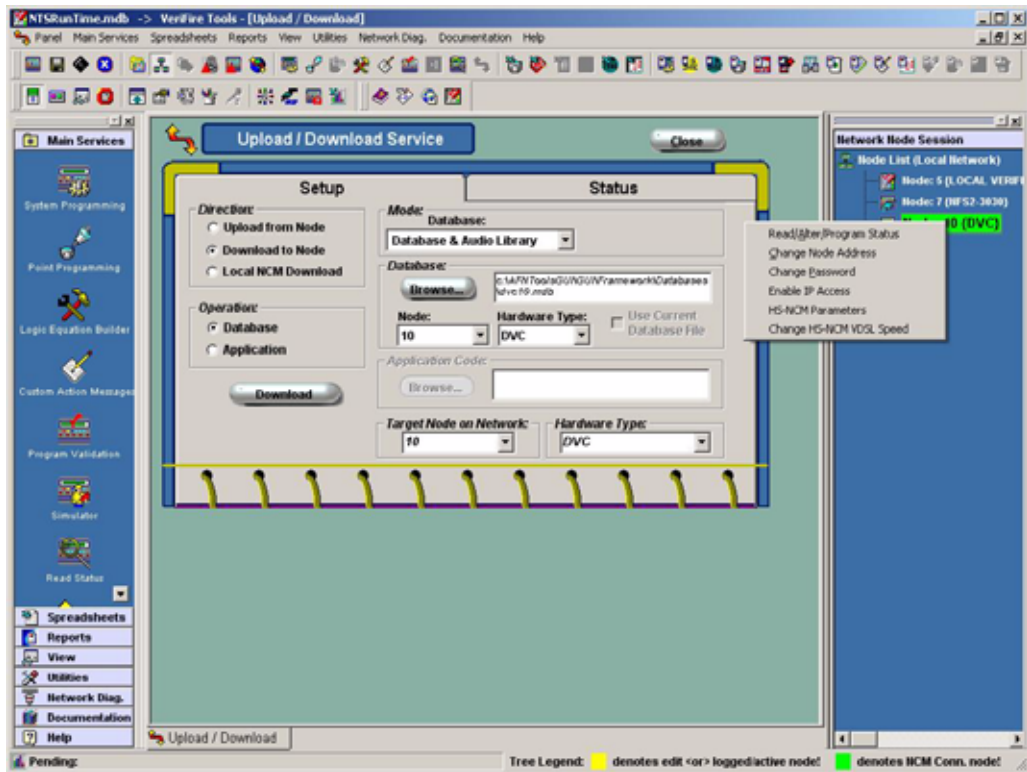 NTSRunTime.mdb -> VeriFire Tools - [Upload / Download]
Panel Main Services Spreadsheets Reports View Utilities Network Diag. Documentation Help
Main Services
System Programming
Point Programming
Logic Equation Builder
Custom Action Messages
Program Validation
Simulator
Read Status
Spreadsheets
Reports
View
Utilities
Network Diag.
Documentation
Help
Upload / Download Service
Close
Setup
Status
Direction:
Upload from Node
Download to Node
Local NCM Download
Operation:
Database
Application
Download
Mode:
Database:
Database & Audio Library
Database:
Browse...
Node:
10
Hardware Type:
DVC
Use Current
Database File
Application Code:
Browse...
Target Node on Network:
10
Hardware Type:
DVC
Network Node Session
Node List (Local Network)
Node: 5 (LOCAL VERIF
Node: 7 (NFS2-3030)
0 (DVC)
Read/Alter/Program Status
Change Node Address
Change Password
Enable IP Access
HS-NCM Parameters
Change HS-NCM VDSL Speed
Upload / Download
Pending:
Tree Legend: denotes edit <or> logged/active node! denotes NCM Conn. node!